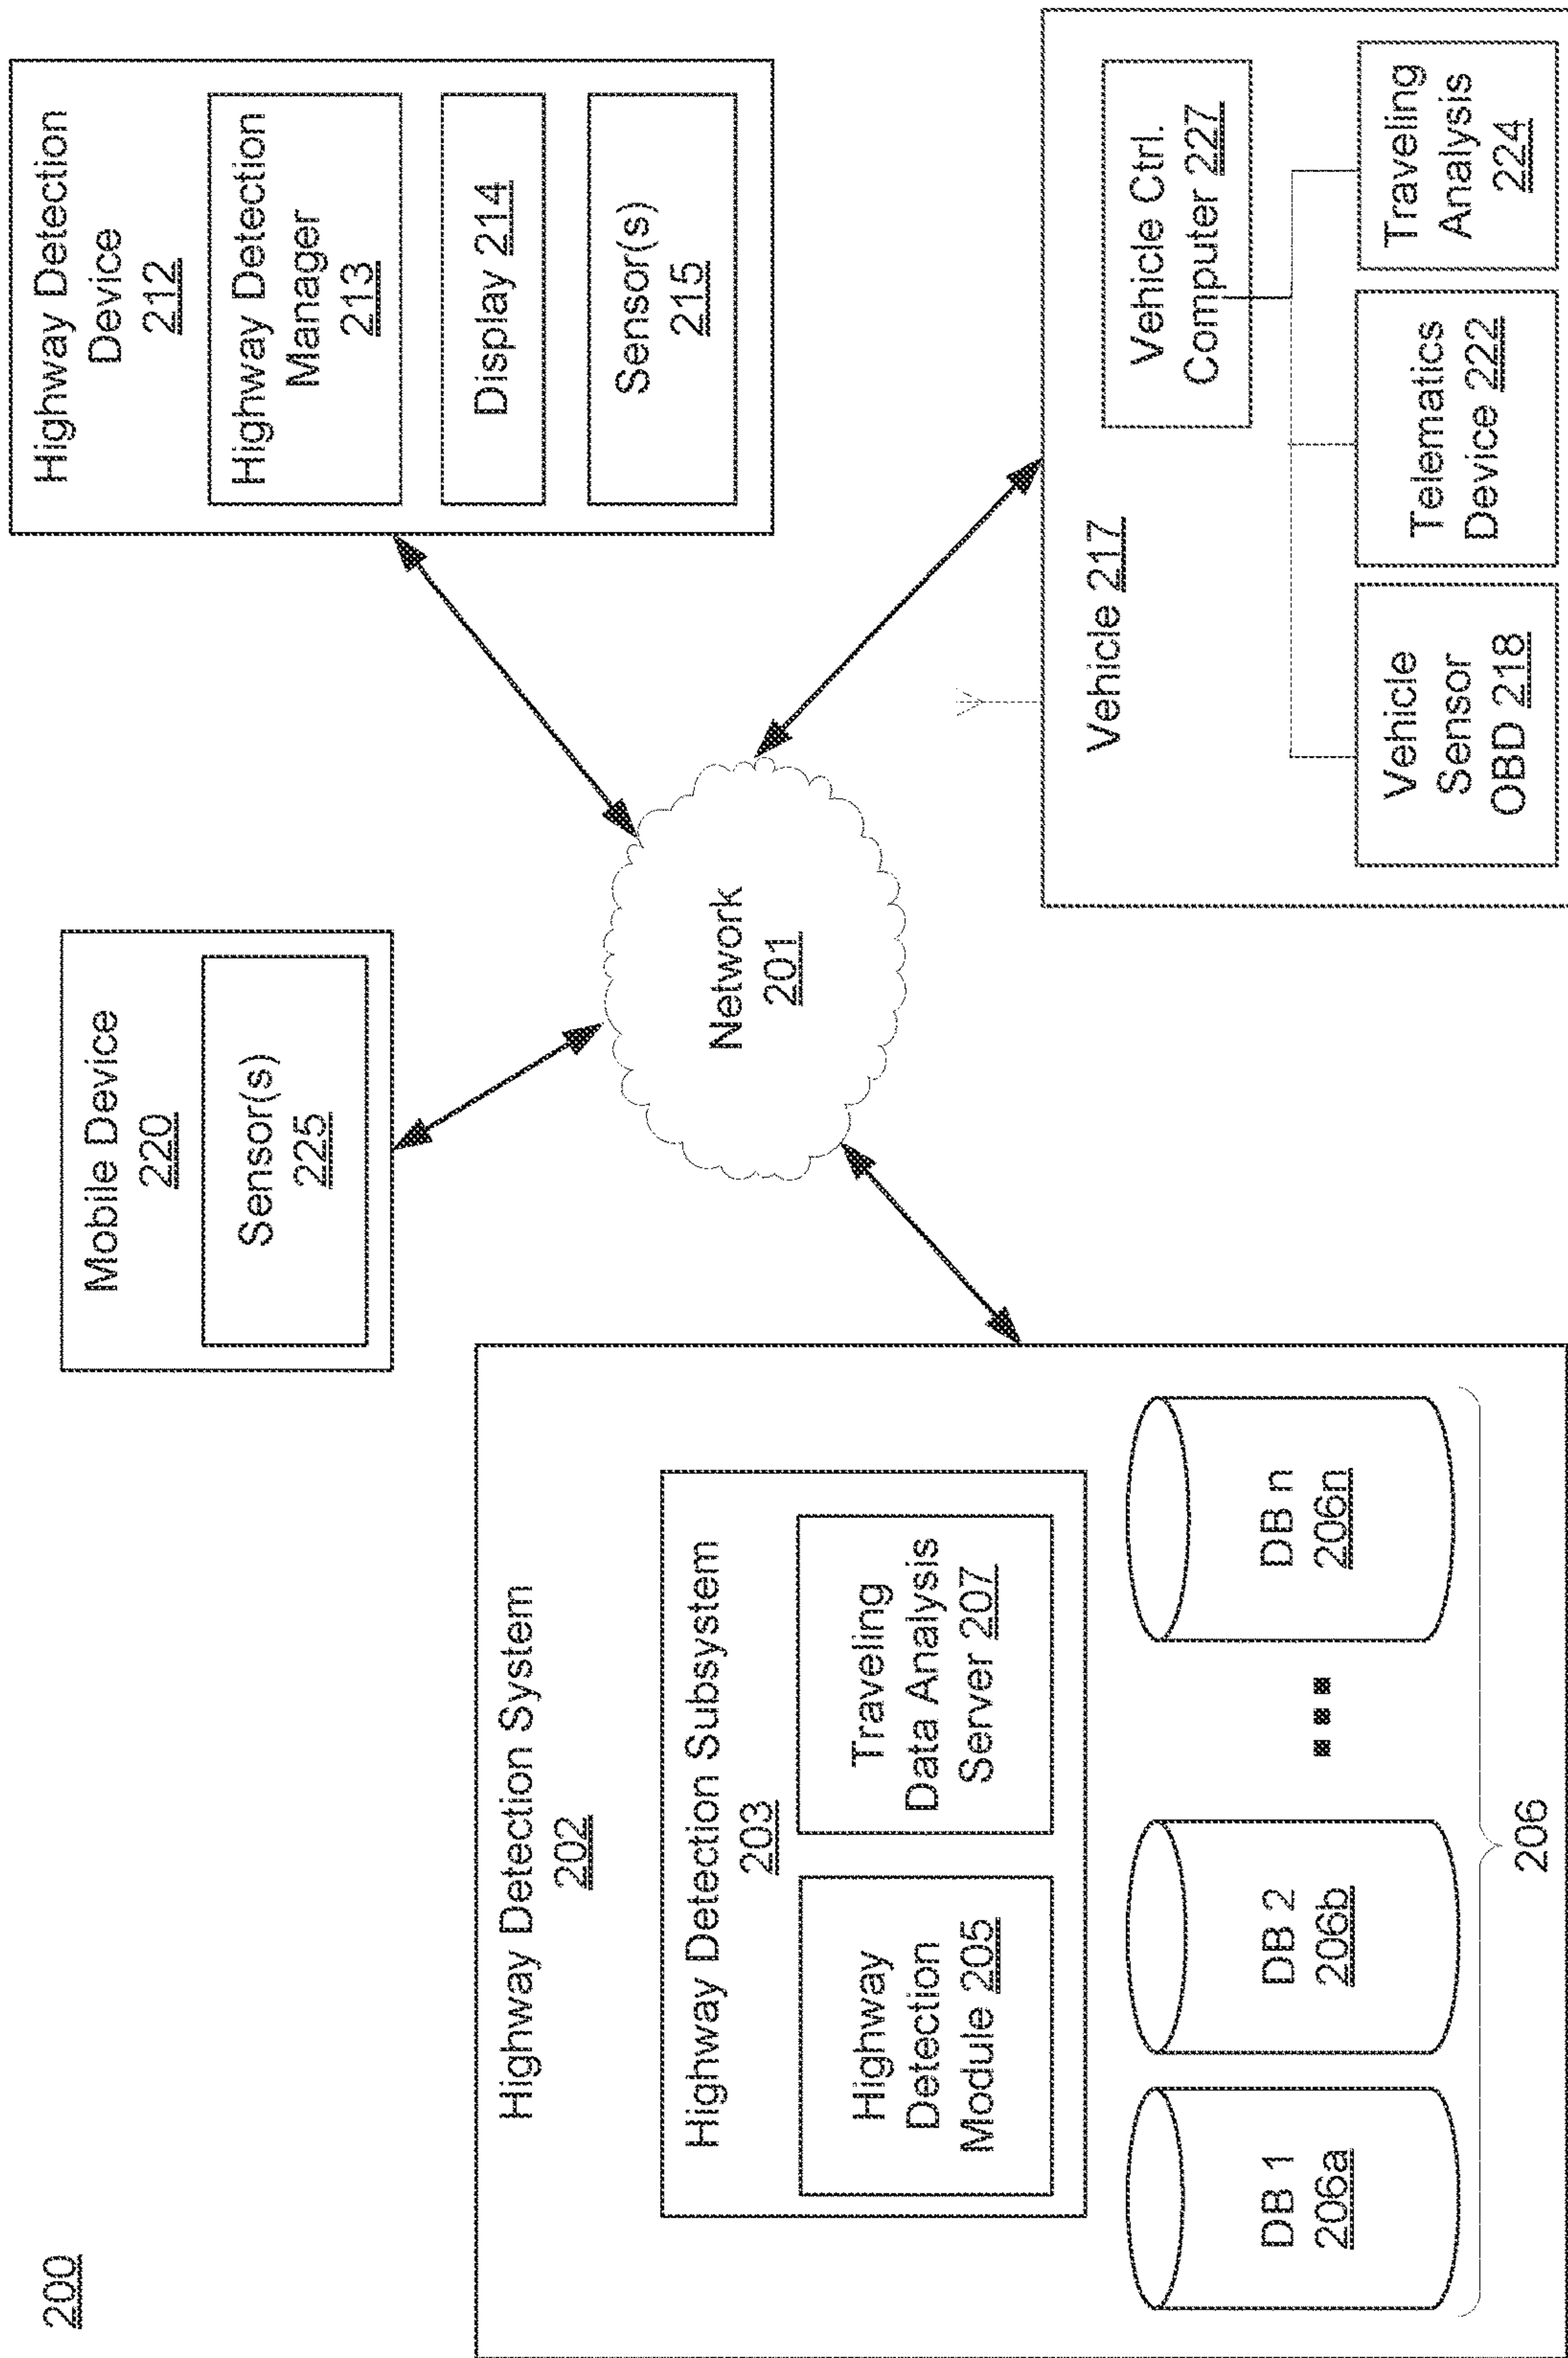 200
Highway Detection System
202
Highway Detection Subsystem
203
Highway
Detection
Module 205
Traveling
Data Analysis
Server 207
DB 1
206a
DB 2
206b
DB n
206n
206
Mobile Device
220
Sensor(s)
225
Network
201
Highway Detection
Device
212
Highway Detection
Manager
213
Display 214
Sensor(s)
215
Vehicle 217
Vehicle Ctrl.
Computer 227
Vehicle
Sensor
OBD 218
Telematics
Device 222
Traveling
Analysis
224